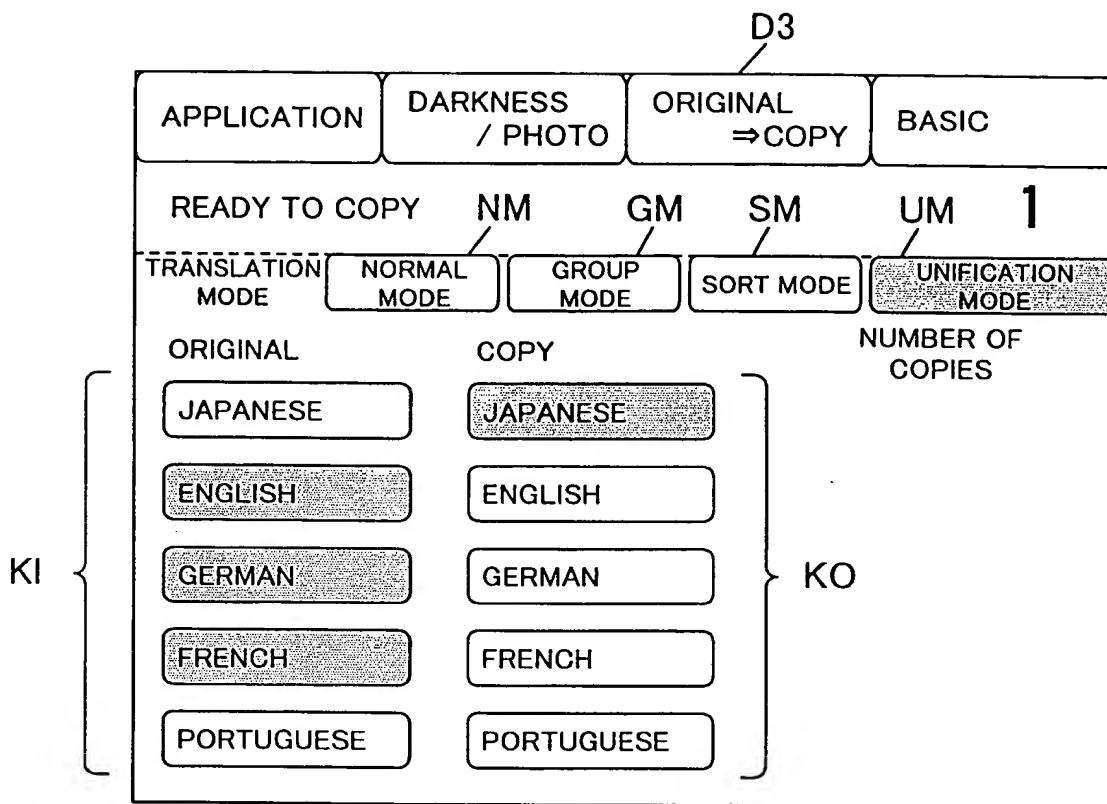 D3
APPLICATION
DARKNESS
/ PHOTO
ORIGINAL
⇒COPY
BASIC
READY TO COPY
NM
GM
SM
UM
1
TRANSLATION
MODE
NORMAL
MODE
GROUP
MODE
SORT MODE
UNIFICATION
MODE
NUMBER OF
COPIES
ORIGINAL
COPY
JAPANESE
JAPANESE
ENGLISH
ENGLISH
KI
GERMAN
GERMAN
KO
FRENCH
FRENCH
PORTUGUESE
PORTUGUESE